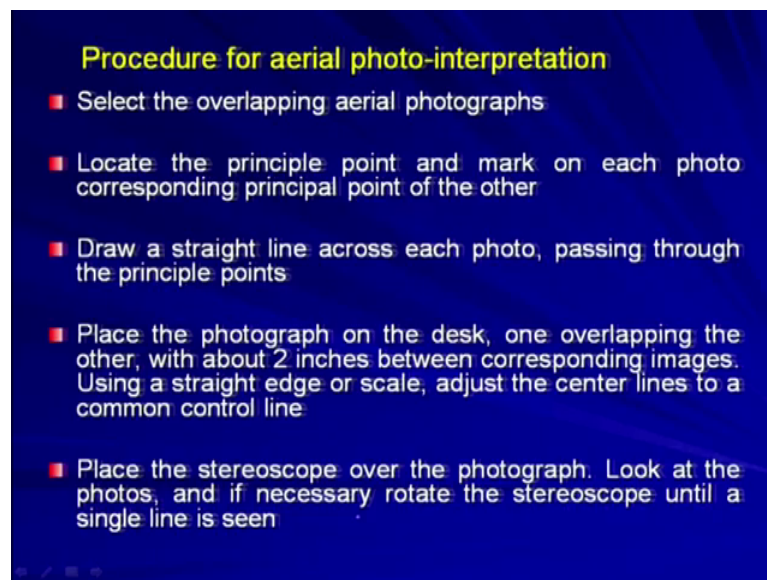 Procedure for aerial photo-interpretation
Select the overlapping aerial photographs
Locate the principle point and mark on each photo
corresponding principal point of the other
Draw a straight line across each photo, passing through
the principle points
Place the photograph on the desk, one overlapping the
other, with about 2 inches between corresponding images.
Using a straight edge or scale, adjust the center lines to a
common control line
Place the stereoscope over the photograph. Look at the
photos, and if necessary rotate the stereoscope until a
single line is seen